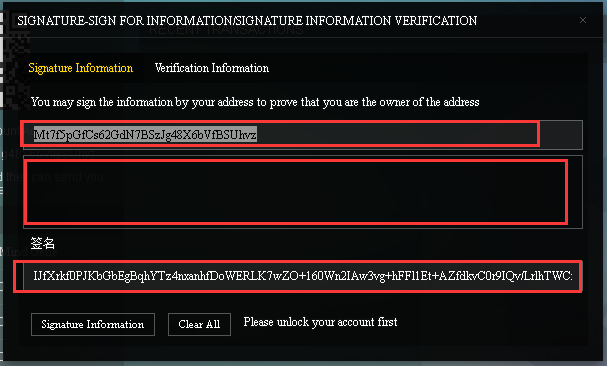 SIGNATURE-SIGN FOR INFORMATION/SIGNATURE INFORMATION VERIFICATION
RECENT TRANSACTIONS
Signature Information Verification Information
You may sign the information by your address to prove that you are the owner of the address
Mt7f5pGfCs62GdN7BSzJg48X6bVfBSUhvz
签名
IJfXrkf0PJKbGbEgBqhYTz4nxanhfDoWERLK7wZO+160Wn2IAw3vg+hFFl1Et+AZfdkvC0r9IQv/LrlhTWC
Signature Information Clear All Please unlock your account first